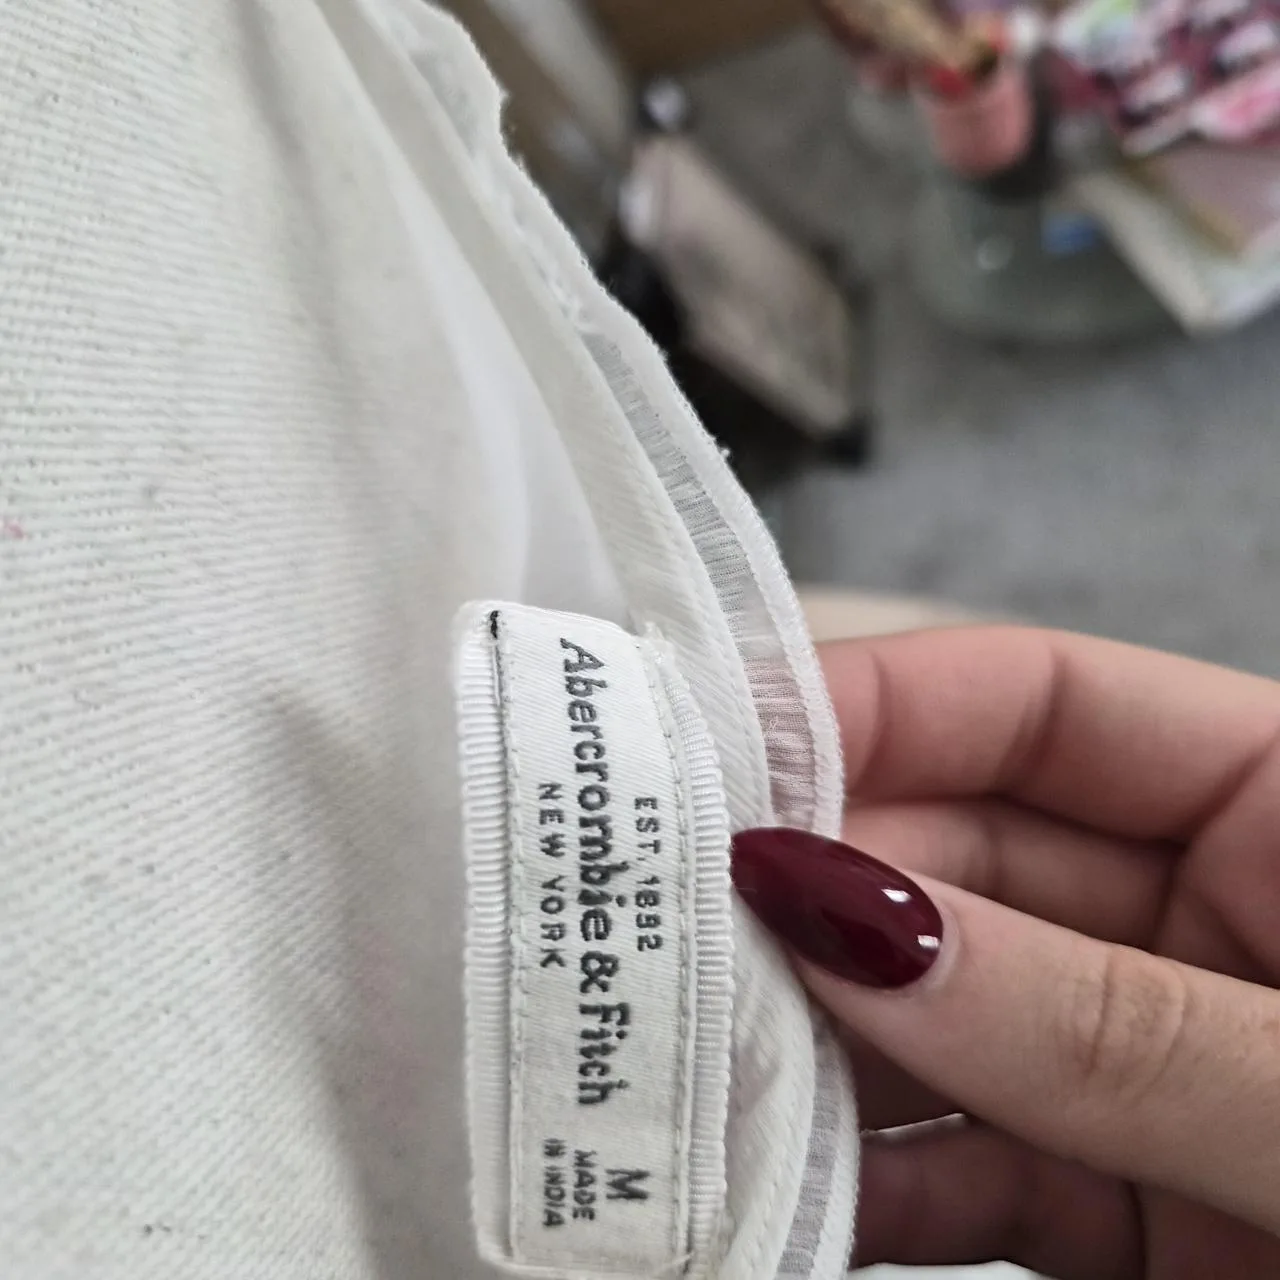 EST. 1892
Abercrombie & Fitch
NEW YORK
M
MADE
IN INDIA